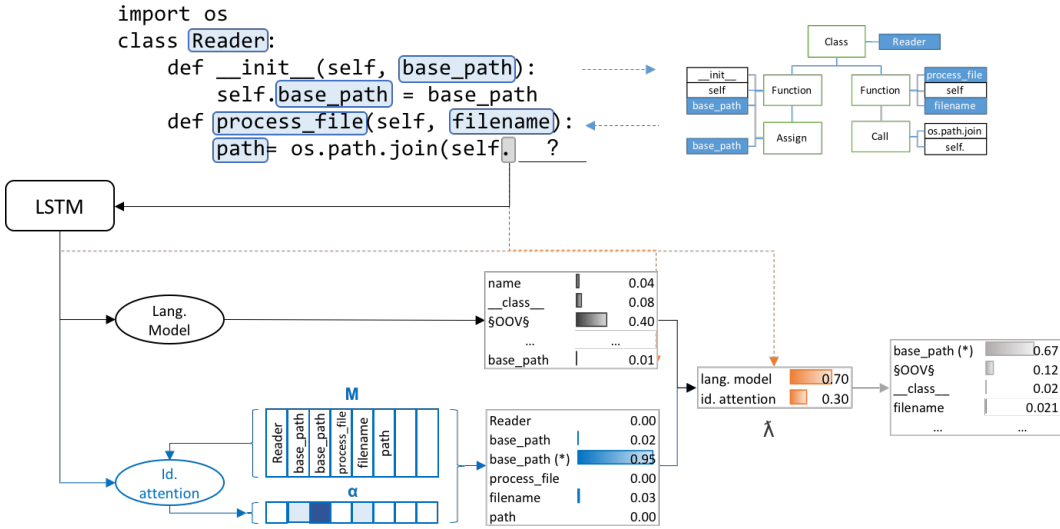 import os
class Reader:
def __init__(self, base_path):
self.base_path = base_path
def process_file(self, filename):
path= os.path.join(self. ?
Class
Reader
__init__
self
base_path
Function
Function
process_file
self
filename
base_path
Assign
Call
os.path.join
self.
LSTM
Lang.
Model
name 0.04
__class__ 0.08
§OOV§ 0.40
... ...
base_path 0.01
lang. model 0.70
id. attention 0.30
ƛ
base_path (*) 0.67
§OOV§ 0.12
__class__ 0.02
filename 0.021
... ...
M
Reader
base_path
base_path
process_file
filename
path
Id.
attention
α
Reader 0.00
base_path 0.02
base_path (*) 0.95
process_file 0.00
filename 0.03
path 0.00